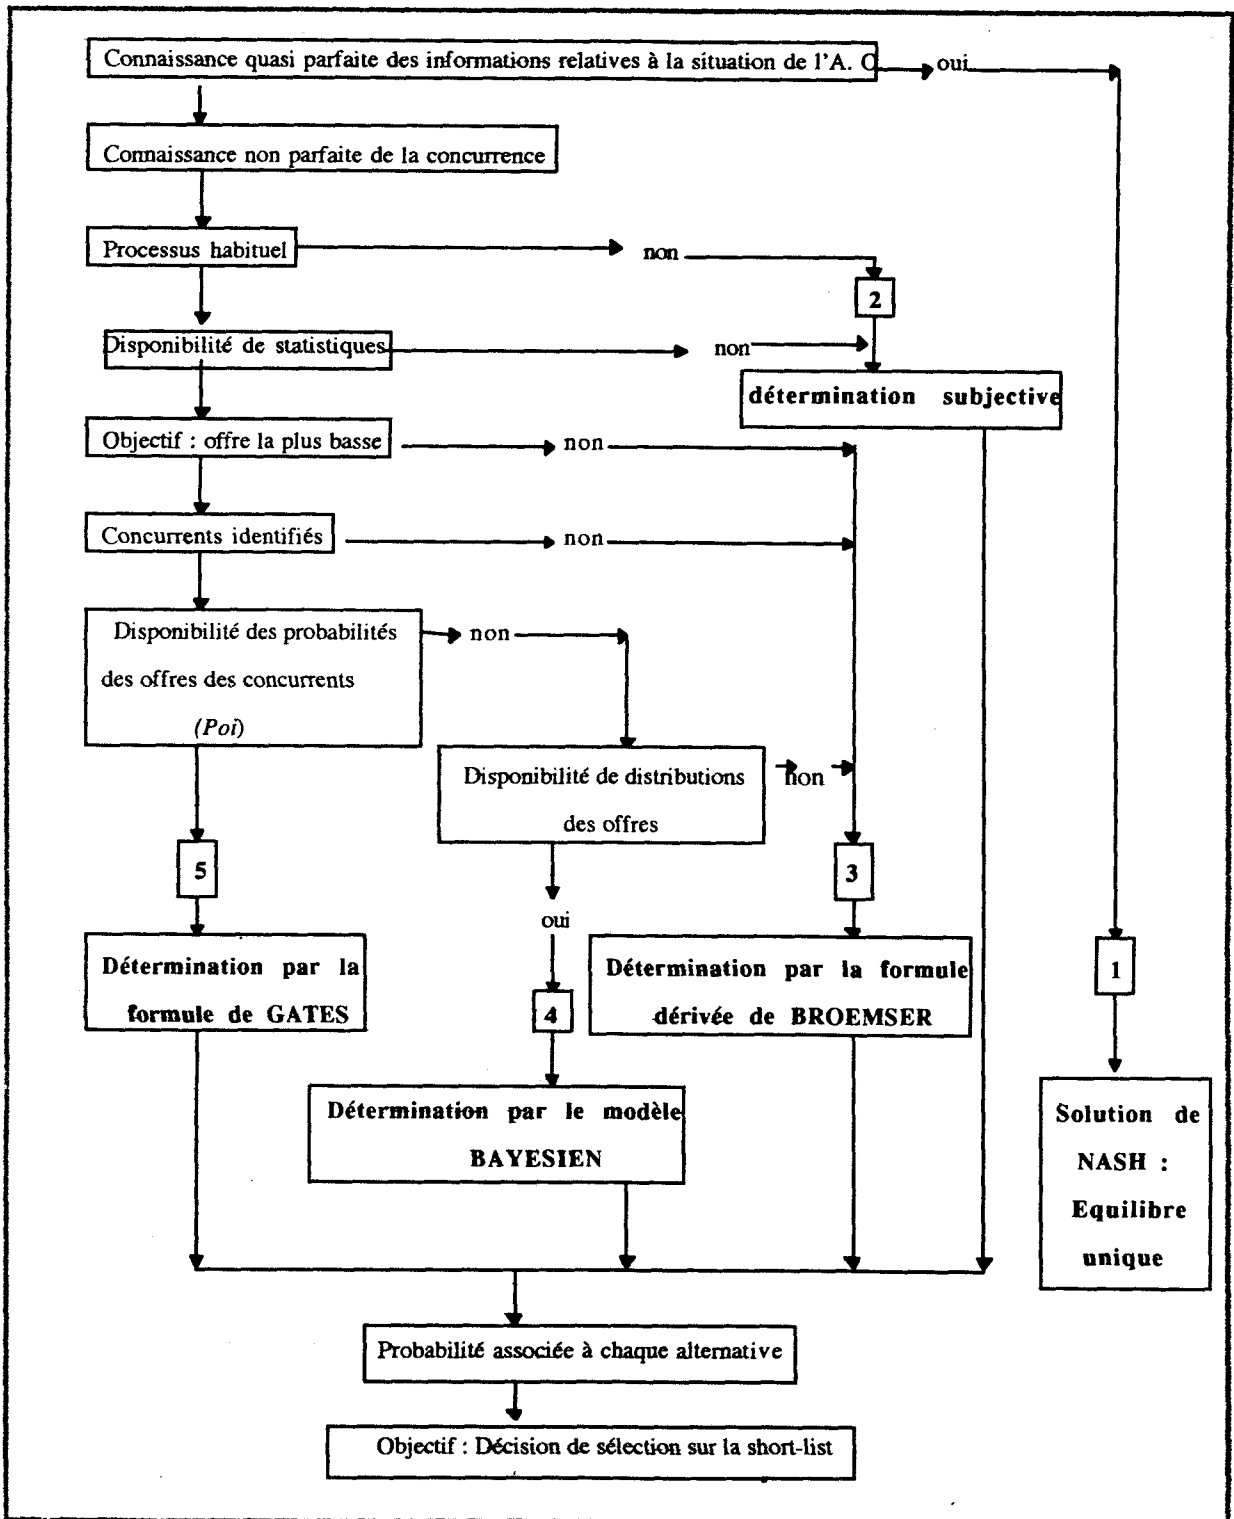 Connaissance quasi parfaite des informations relatives à la situation de l'A. O
oui
Connaissance non parfaite de la concurrence
Processus habituel
non
2
Disponibilité de statistiques
non
détermination subjective
Objectif : offre la plus basse
non
Concurrents identifiés
non
Disponibilité des probabilités
des offres des concurrents
(Poi)
non
Disponibilité de distributions
des offres
non
5
3
oui
Détermination par la
formule de GATES
4
Détermination par la formule
dérivée de BROEMSER
1
Détermination par le modèle
BAYESIEN
Solution de
NASH :
Equilibre
unique
Probabilité associée à chaque alternative
Objectif : Décision de sélection sur la short-list